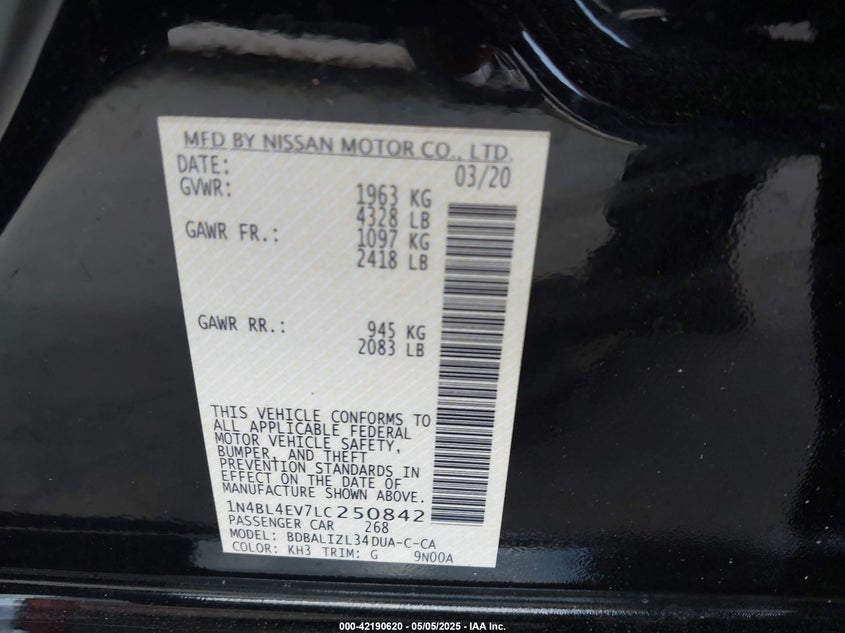 MFD BY NISSAN MOTOR CO., LTD.
DATE: 03/20
GVWR: 1963 KG
4328 LB
GAWR FR.: 1097 KG
2418 LB
GAWR RR.: 945 KG
2083 LB
THIS VEHICLE CONFORMS TO
ALL APPLICABLE FEDERAL
MOTOR VEHICLE SAFETY,
BUMPER, AND THEFT
PREVENTION STANDARDS IN
EFFECT ON THE DATE OF
MANUFACTURE SHOWN ABOVE.
1N4BL4EV7LC250842
PASSENGER CAR 268
MODEL: BDBALIZL34DUA-C-CA
COLOR: KH3 TRIM: G 9N00A
000-42190620 - 05/05/2025 - IAA Inc.